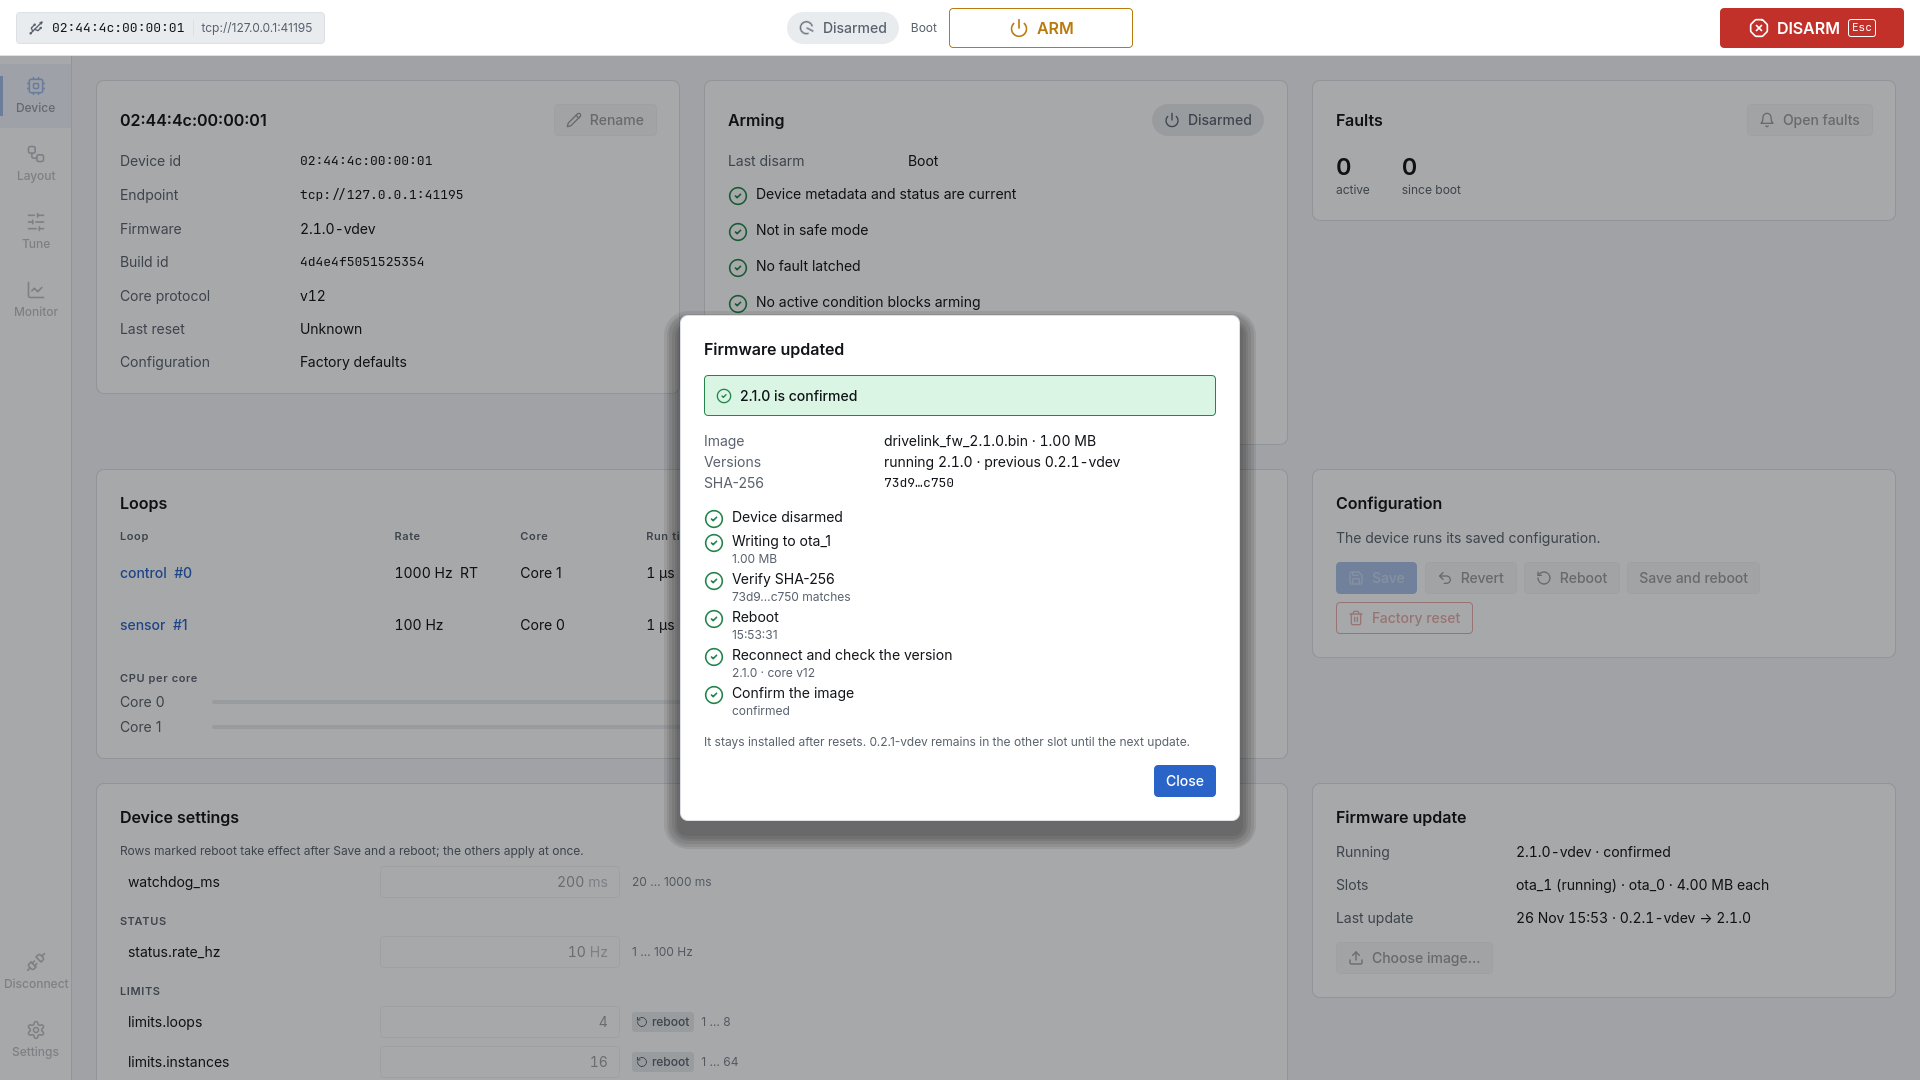 02:44:4c:00:00:01 tcp://127.0.0.1:41195
Disarmed Boot ARM
DISARM Esc
Device
Layout
Tune
Monitor
Disconnect
Settings
02:44:4c:00:00:01 Rename
Device id 02:44:4c:00:00:01
Endpoint tcp://127.0.0.1:41195
Firmware 2.1.0-vdev
Build id 4d4e4f5051525354
Core protocol v12
Last reset Unknown
Configuration Factory defaults
Arming Disarmed
Last disarm Boot
Device metadata and status are current
Not in safe mode
No fault latched
No active condition blocks arming
Faults Open faults
0 0
active since boot
Firmware updated
2.1.0 is confirmed
Image drivelink_fw_2.1.0.bin · 1.00 MB
Versions running 2.1.0 · previous 0.2.1-vdev
SHA-256 73d9…c750
Device disarmed
Writing to ota_1
1.00 MB
Verify SHA-256
73d9…c750 matches
Reboot
15:53:31
Reconnect and check the version
2.1.0 · core v12
Confirm the image
confirmed
It stays installed after resets. 0.2.1-vdev remains in the other slot until the next update.
Close
Loops
Loop Rate Core
control #0 1000 Hz RT Core 1 1 µs
sensor #1 100 Hz Core 0 1 µs
CPU per core
Core 0
Core 1
Configuration
The device runs its saved configuration.
Save Revert Reboot Save and reboot
Factory reset
Device settings
Rows marked reboot take effect after Save and a reboot; the others apply at once.
watchdog_ms 200 ms 20 … 1000 ms
STATUS
status.rate_hz 10 Hz 1 … 100 Hz
LIMITS
limits.loops 4 reboot 1 … 8
limits.instances 16 reboot 1 … 64
Firmware update
Running 2.1.0-vdev · confirmed
Slots ota_1 (running) · ota_0 · 4.00 MB each
Last update 26 Nov 15:53 · 0.2.1-vdev → 2.1.0
Choose image…